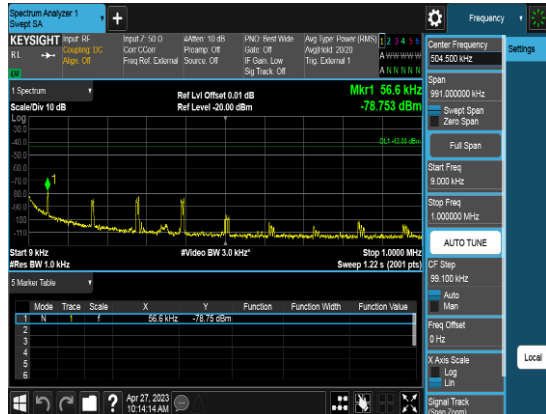 Spectrum Analyzer 1
Swept SA
+
Frequency
KEYSIGHT
Input: RF
Input Z: 50 Ω
#Atten: 10 dB
PNO: Best Wide
Avg Type: Power (RMS)
1 2 3 4 5 6
RL
Coupling: DC
Corr CCorr
Preamp: Off
Gate: Off
Avg|Hold: 20/20
A W W W W W
Align: Off
Freq Ref: External
Source: Off
IF Gain: Low
Trig: External 1
Sig Track: Off
A N N N N N
LXI
1 Spectrum
Ref Lvl Offset 0.01 dB
Mkr1 56.6 kHz
Scale/Div 10 dB
Ref Level -20.00 dBm
-78.753 dBm
Log
-30.0
-40.0
DL1 -43.00 dBm
-50.0
-60.0
-70.0
1
-80.0
-90.0
-100
-110
Start 9 kHz
#Video BW 3.0 kHz*
Stop 1.0000 MHz
#Res BW 1.0 kHz
Sweep 1.22 s (2001 pts)
5 Marker Table
Mode Trace Scale X Y Function Function Width Function Value
1 N 1 f 56.6 kHz -78.75 dBm
2
3
4
5
6
Apr 27, 2023
10:14:14 AM
Center Frequency
504.500 kHz
Settings
Span
991.000000 kHz
Swept Span
Zero Span
Full Span
Start Freq
9.000 kHz
Stop Freq
1.000000 MHz
AUTO TUNE
CF Step
99.100 kHz
Auto
Man
Freq Offset
0 Hz
X Axis Scale
Log
Lin
Local
Signal Track
(Span Zoom)